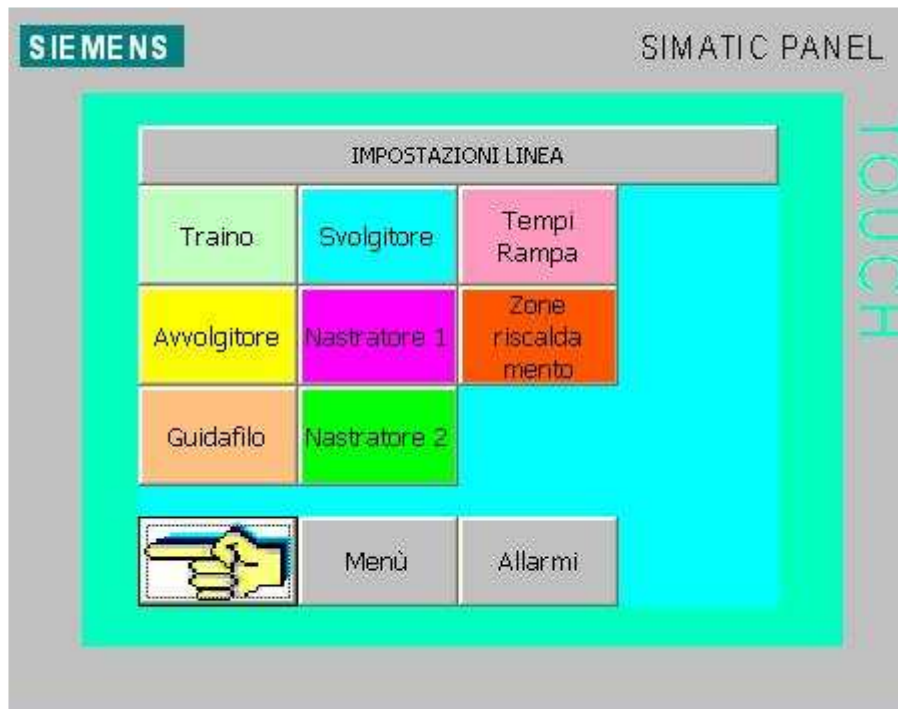 SIEMENS
SIMATIC PANEL
TOUCH
IMPOSTAZIONI LINEA
Traino
Svolgitore
Tempi
Rampa
Avvolgitore
Nastratore 1
Zone
riscalda
mento
Guidafilo
Nastratore 2
Menù
Allarmi